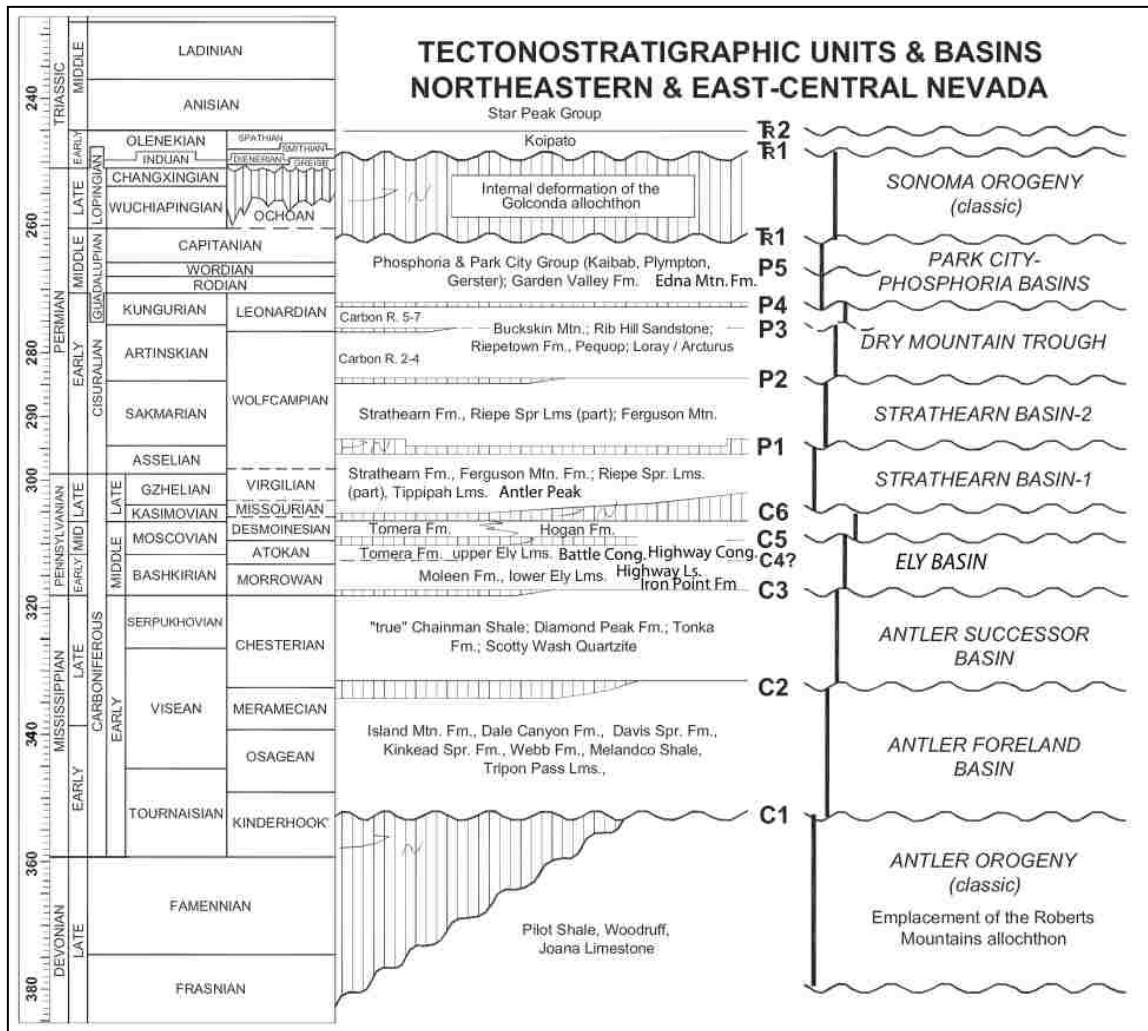 TECTONOSTRATIGRAPHIC UNITS & BASINS
NORTHEASTERN & EAST-CENTRAL NEVADA
TRIASSIC
MIDDLE
EARLY
LADINIAN
ANISIAN
OLENEKIAN
INDUAN
SPATHIAN
SMITHIAN
DIENERIAN
GREISB
PERMIAN
LATE
MIDDLE
EARLY
LOPINGIAN
GUADALUPIAN
CISURALIAN
CHANGXINGIAN
WUCHIAPINGIAN
OCHOAN
CAPITANIAN
WORDIAN
RODIAN
KUNGURIAN
LEONARDIAN
ARTINSKIAN
SAKMARIAN
WOLFCAMPIAN
ASSELIAN
CARBONIFEROUS
PENNSYLVANIAN
LATE
MID
EARLY
LATE
MIDDLE
EARLY
GZHELIAN
VIRGILIAN
KASIMOVIAN
MISSOURIAN
MOSCOVIAN
DESMOINESIAN
ATOKAN
BASHKIRIAN
MORROWAN
MISSISSIPPIAN
LATE
EARLY
SERPUKHOVIAN
CHESTERIAN
VISEAN
MERAMECIAN
OSAGEAN
TOURNAISIAN
KINDERHOOK'
DEVONIAN
LATE
FAMENNIAN
FRASNIAN
240
260
280
290
300
320
340
360
380
Star Peak Group
Koipato
Internal deformation of the
Golconda allochthon
Phosphoria & Park City Group (Kaibab, Plympton,
Gerster); Garden Valley Fm. Edna Mtn. Fm.
Carbon R. 5-7
Buckskin Mtn.; Rib Hill Sandstone;
Riepetown Fm., Pequop; Loray / Arcturus
Carbon R. 2-4
Strathearn Fm., Riepe Spr Lms (part); Ferguson Mtn.
Strathearn Fm., Ferguson Mtn. Fm.; Riepe Spr. Lms.
(part), Tippipah Lms. Antler Peak
Tomera Fm. Hogan Fm.
Tomera Fm. upper Ely Lms. Battle Cong. Highway Cong.
Moleen Fm., lower Ely Lms. Highway Ls.
Iron Point Fm
"true" Chainman Shale; Diamond Peak Fm.; Tonka
Fm.; Scotty Wash Quartzite
Island Mtn. Fm., Dale Canyon Fm., Davis Spr. Fm.,
Kinkead Spr. Fm., Webb Fm., Melandco Shale,
Tripon Pass Lms.,
Pilot Shale, Woodruff,
Joana Limestone
TR2
TR1
TR1
P5
P4
P3
P2
P1
C6
C5
C4?
C3
C2
C1
SONOMA OROGENY
(classic)
PARK CITY-
PHOSPHORIA BASINS
DRY MOUNTAIN TROUGH
STRATHEARN BASIN-2
STRATHEARN BASIN-1
ELY BASIN
ANTLER SUCCESSOR
BASIN
ANTLER FORELAND
BASIN
ANTLER OROGENY
(classic)
Emplacement of the Roberts
Mountains allochthon